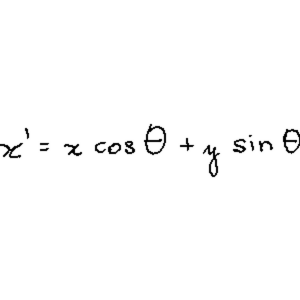 x' = x cos θ + y sin θ